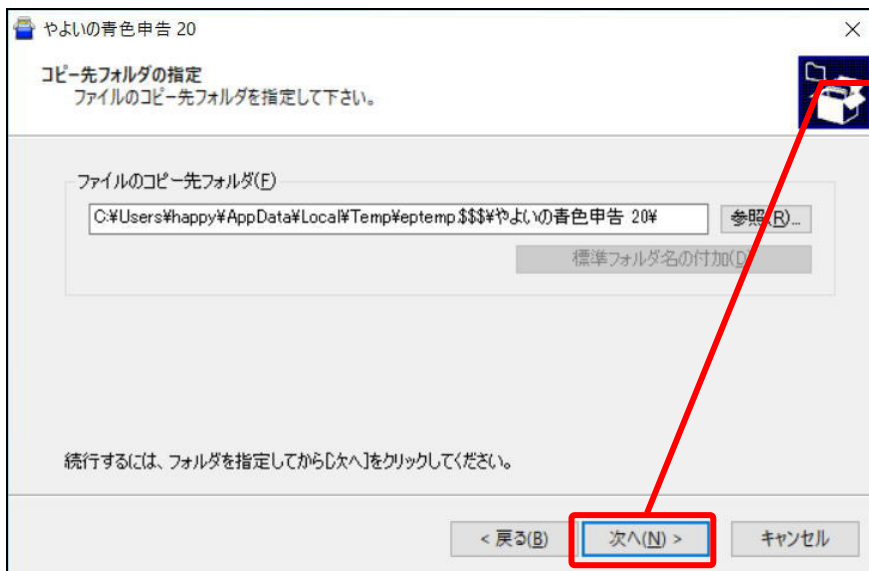 やよいの青色申告 20
コピー先フォルダの指定
ファイルのコピー先フォルダを指定して下さい。
ファイルのコピー先フォルダ(F)
C:¥Users¥happy¥AppData¥Local¥Temp¥eptemp.$$$¥やよいの青色申告 20¥
参照(R)...
標準フォルダ名の付加(D)
続行するには、フォルダを指定してから[次へ]をクリックしてください。
< 戻る(B)
次へ(N) >
キャンセル